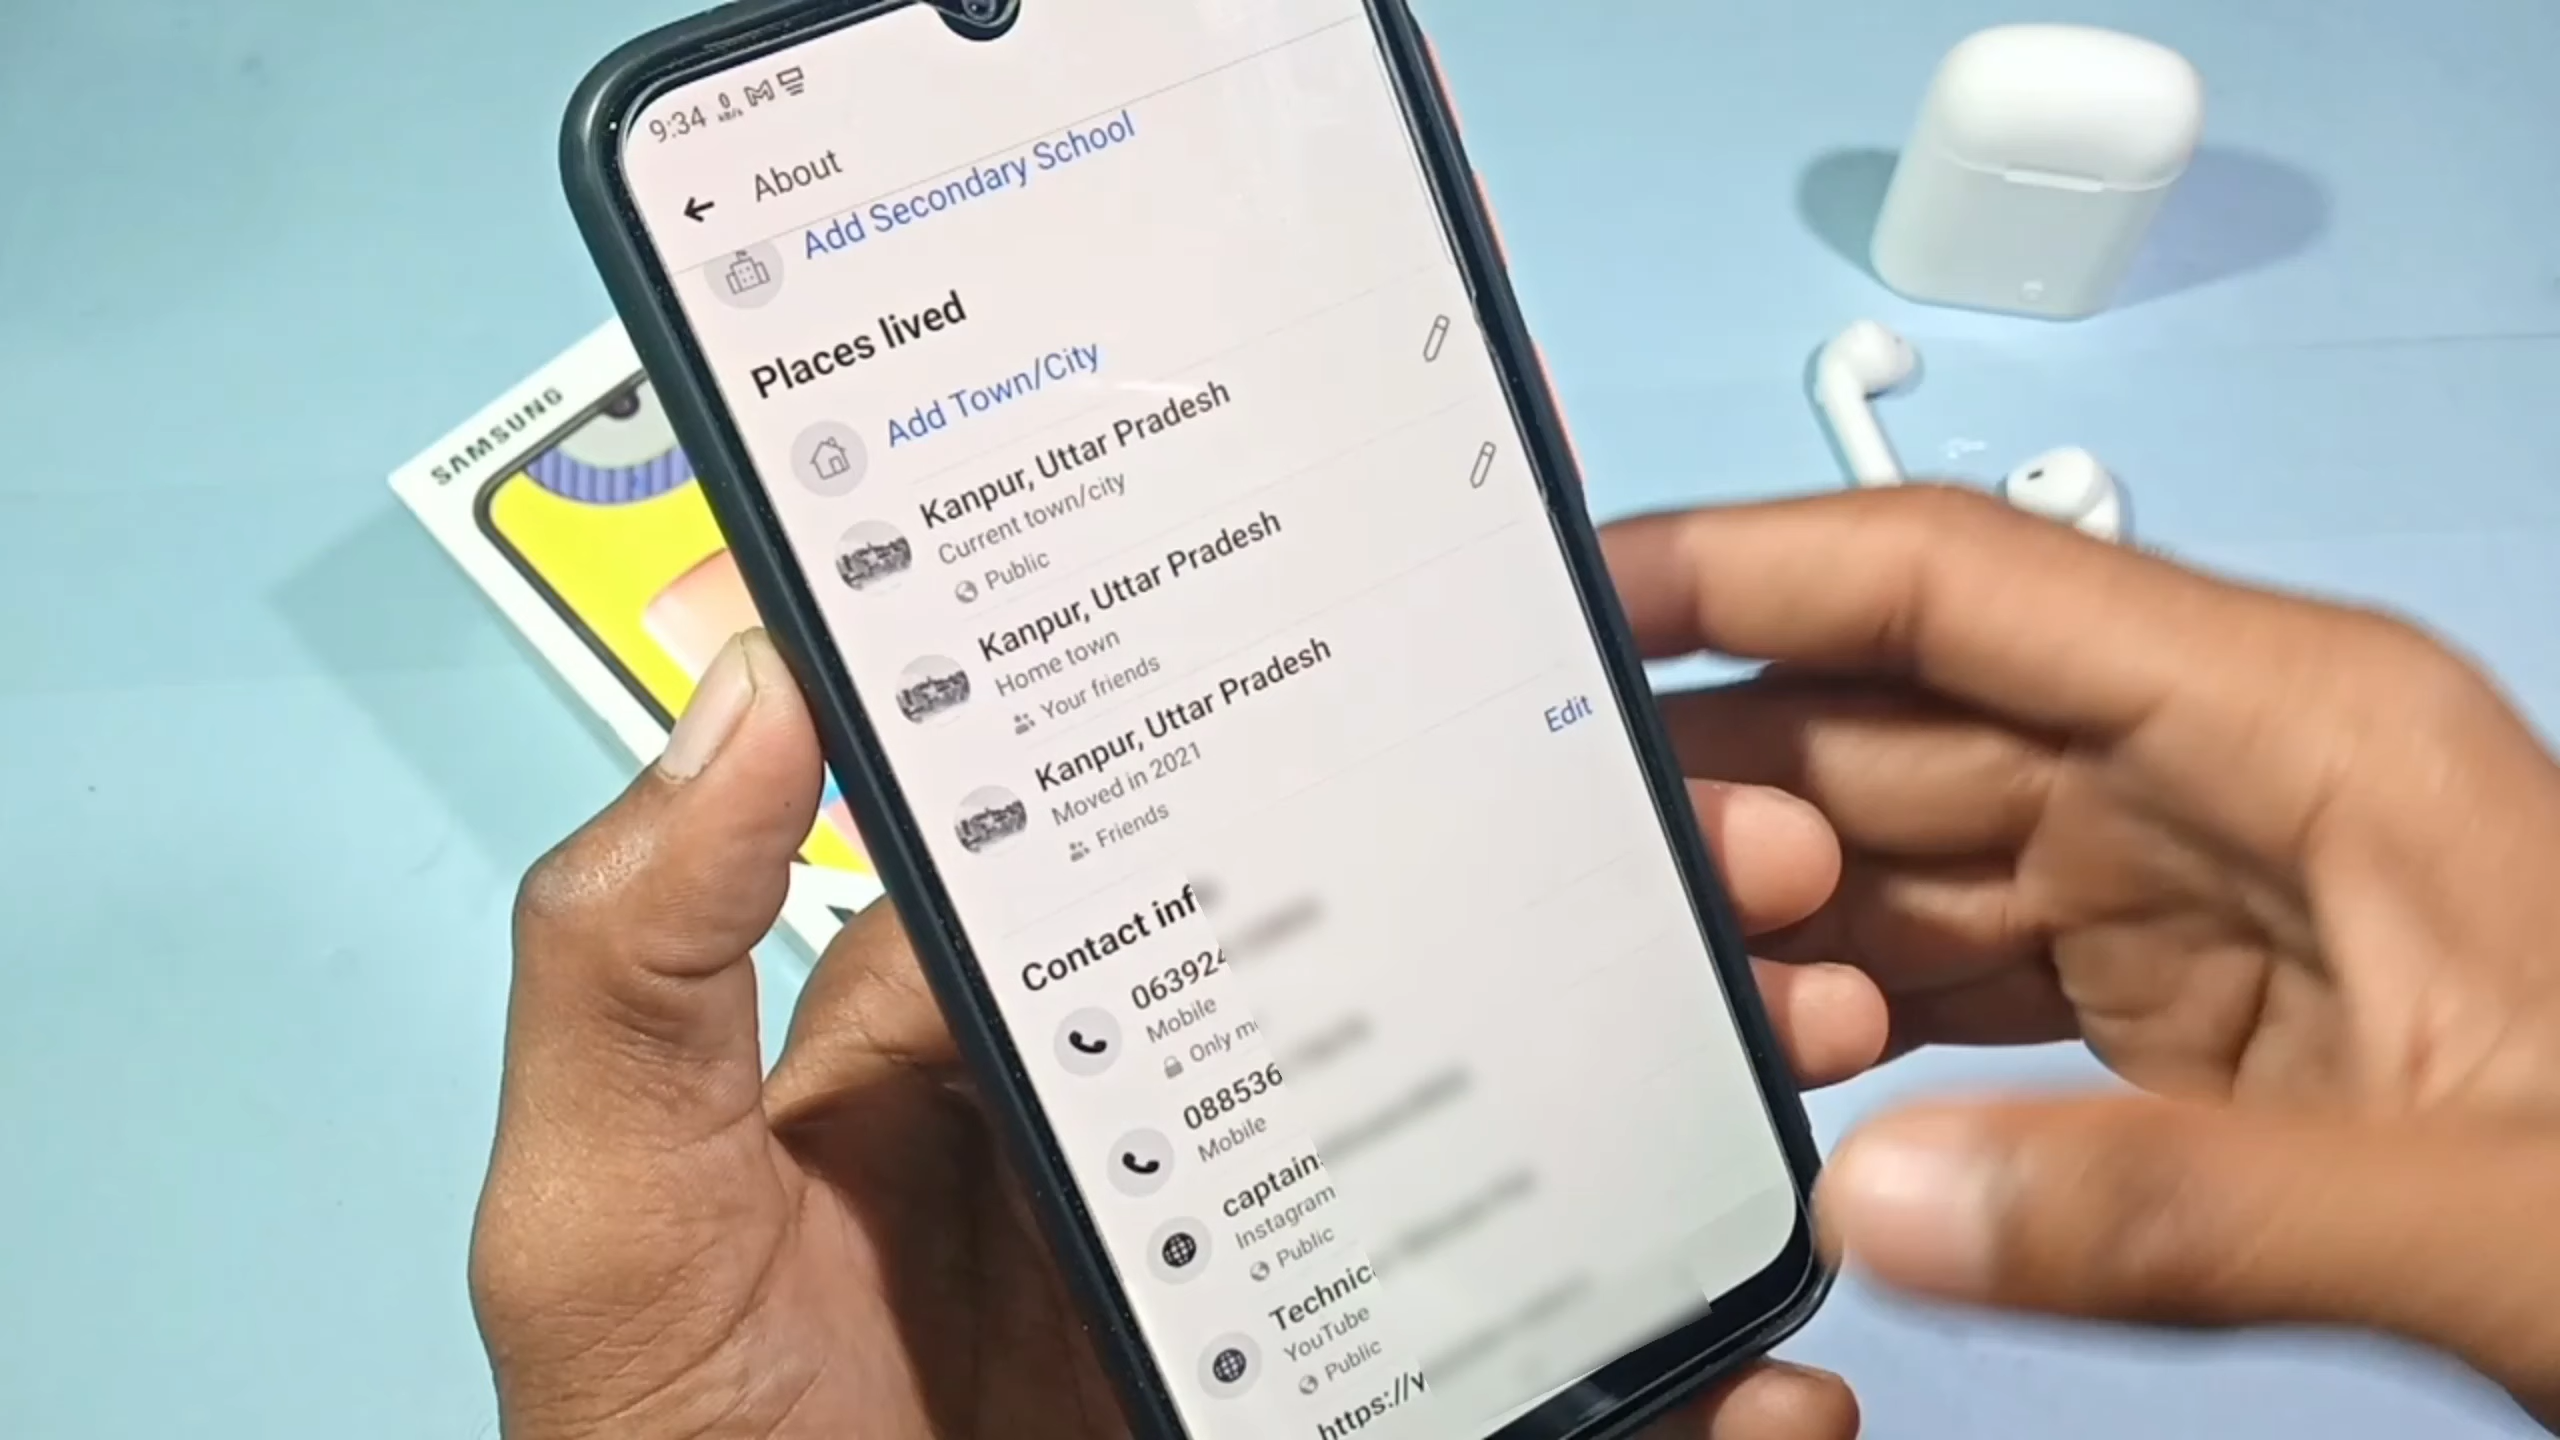 9:34
About
Add Secondary School
Places lived
Add Town/City
Kanpur, Uttar Pradesh
Current town/city
Public
Kanpur, Uttar Pradesh
Home town
Your friends
Kanpur, Uttar Pradesh
Moved in 2021
Friends
Contact inf
Edit
063924
Mobile
Only m
088536
Mobile
captain
Instagram
Public
Technic
YouTube
Public
https://y
SAMSUNG